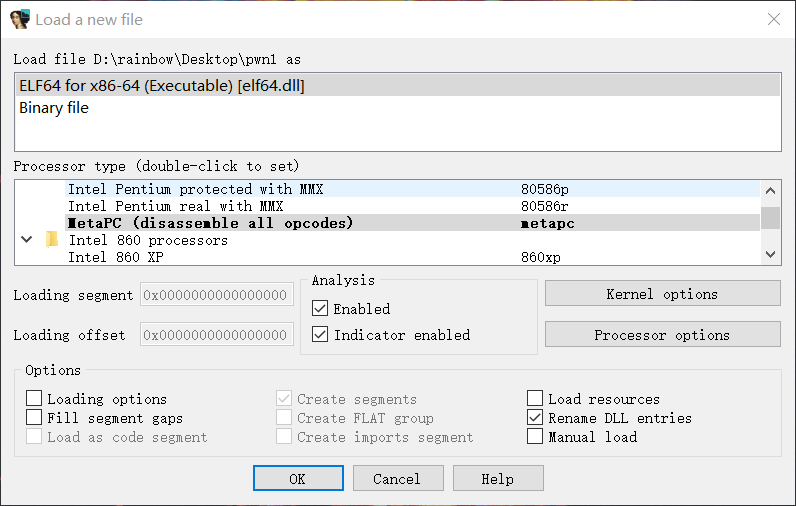 Load a new file
Load file D:\rainbow\Desktop\pwn1 as
ELF64 for x86-64 (Executable) [elf64.dll]
Binary file
Processor type (double-click to set)
Intel Pentium protected with MMX 80586p
Intel Pentium real with MMX 80586r
MetaPC (disassemble all opcodes) metapc
Intel 860 processors
Intel 860 XP 860xp
Analysis
Loading segment 0x0000000000000000
Enabled
Kernel options
Loading offset 0x0000000000000000
Indicator enabled
Processor options
Options
Loading options Create segments Load resources
Fill segment gaps Create FLAT group Rename DLL entries
Load as code segment Create imports segment Manual load
OK Cancel Help